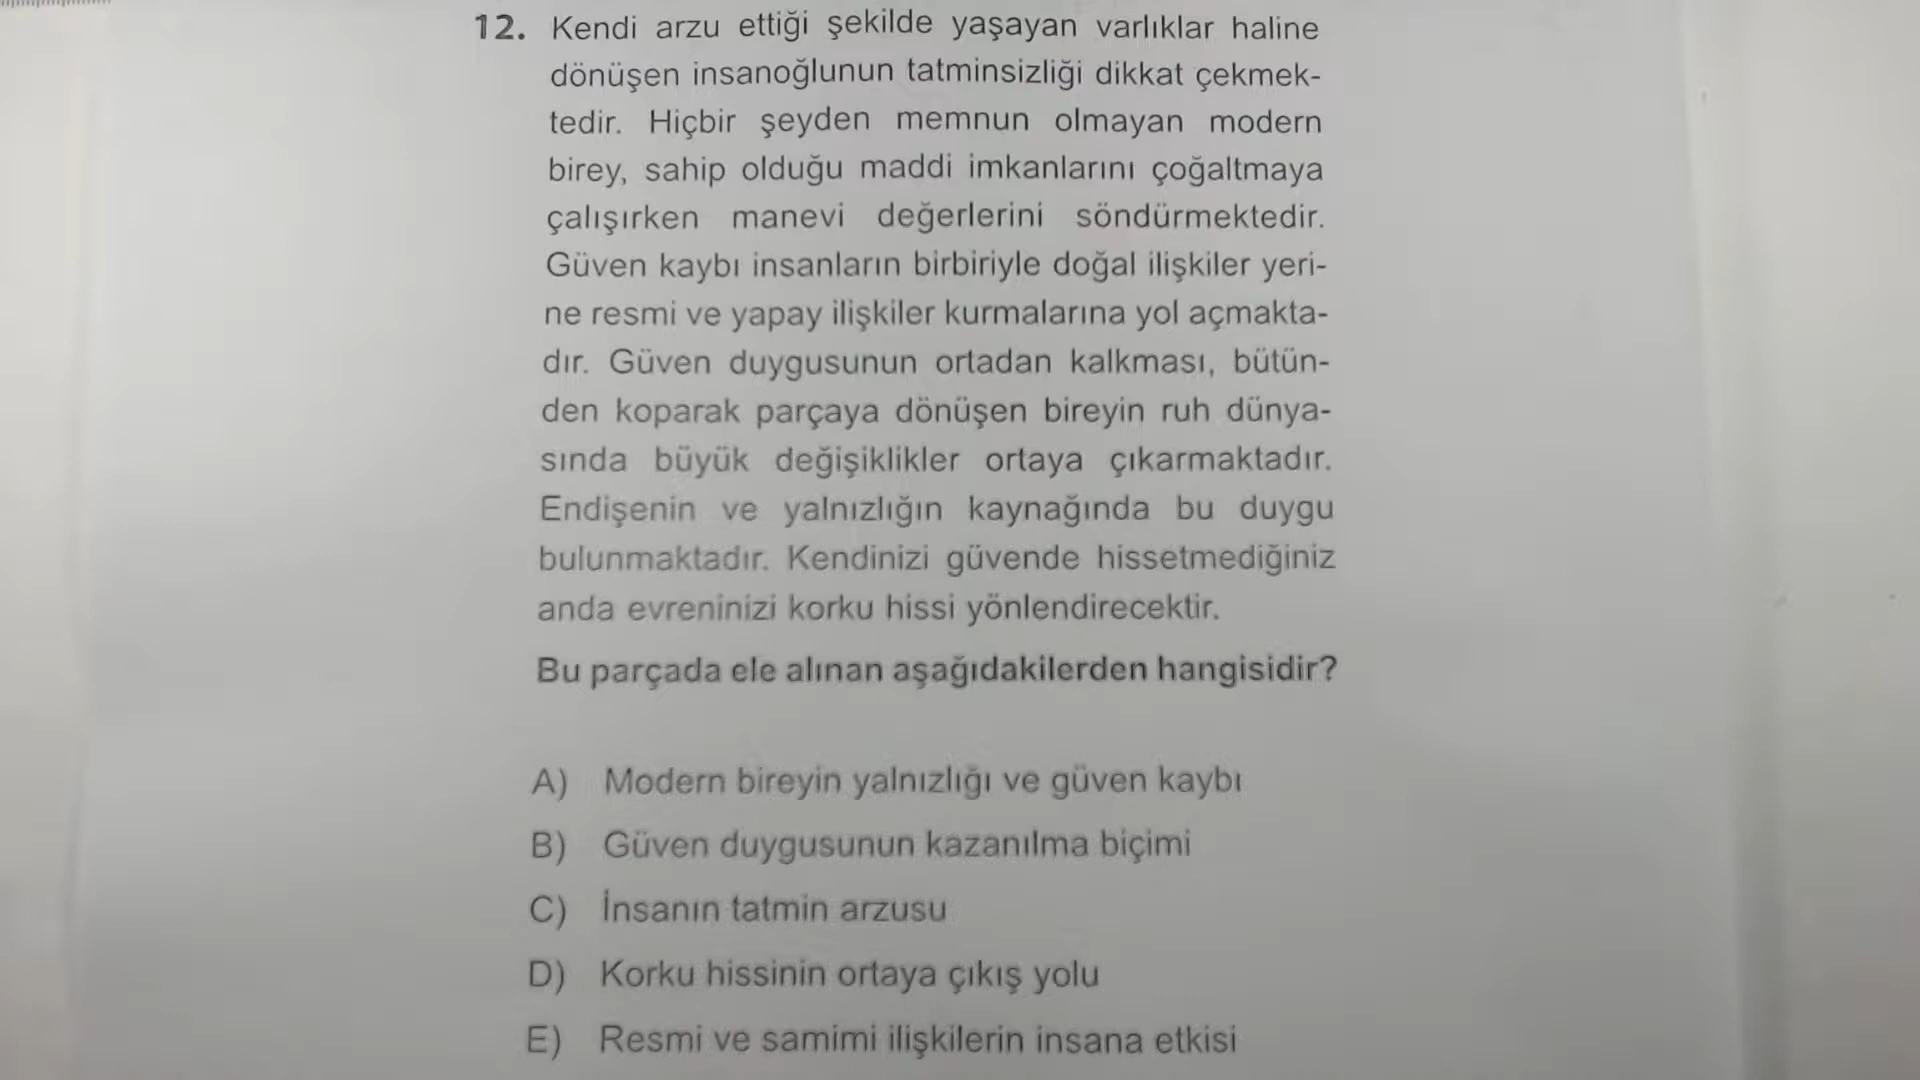 12. Kendi arzu ettiği şekilde yaşayan varlıklar haline
dönüşen insanoğlunun tatminsizliği dikkat çekmek-
tedir. Hiçbir şeyden memnun olmayan modern
birey, sahip olduğu maddi imkanlarını çoğaltmaya
çalışırken manevi değerlerini söndürmektedir.
Güven kaybı insanların birbiriyle doğal ilişkiler yeri-
ne resmi ve yapay ilişkiler kurmalarına yol açmakta-
dır. Güven duygusunun ortadan kalkması, bütün-
den koparak parçaya dönüşen bireyin ruh dünya-
sında büyük değişiklikler ortaya çıkarmaktadır.
Endişenin ve yalnızlığın kaynağında bu duygu
bulunmaktadır. Kendinizi güvende hissetmediğiniz
anda evreninizi korku hissi yönlendirecektir.
Bu parçada ele alınan aşağıdakilerden hangisidir?
A) Modern bireyin yalnızlığı ve güven kaybı
B) Güven duygusunun kazanılma biçimi
C) İnsanın tatmin arzusu
D) Korku hissinin ortaya çıkış yolu
E) Resmi ve samimi ilişkilerin insana etkisi